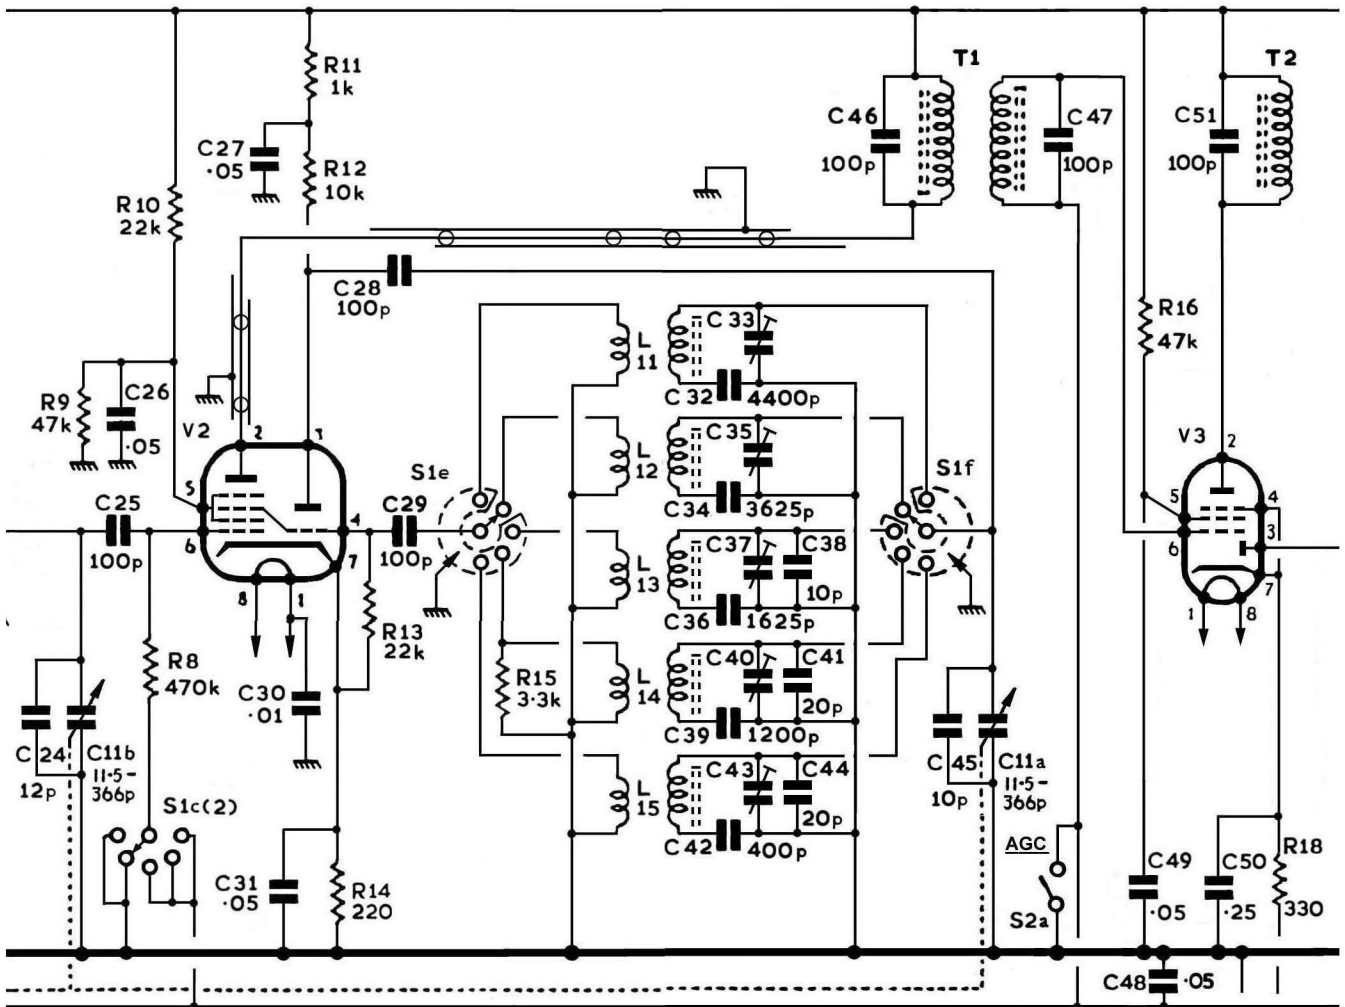 T1
T2
R11
1k
C46
100p
C47
100p
C51
100p
C27
.05
R12
10k
R10
22k
C28
100p
R16
47k
L
11
C33
C32
4400p
R9
47k
C26
.05
V2
2
3
L
12
C35
C34
3625p
V3
2
S1e
S1f
5
6
4
7
8
1
C25
100p
C29
100p
L
13
C37
C38
10p
C36
1625p
5
6
4
3
7
1
8
R13
22k
R8
470k
C30
.01
R15
3.3k
L
14
C40
C41
20p
C39
1200p
C24
12p
C11b
11.5-
366p
C45
10p
C11a
11.5-
366p
L
15
C43
C44
20p
C42
400p
S1c(2)
AGC
S2a
C31
.05
R14
220
C49
.05
C50
.25
R18
330
C48
.05